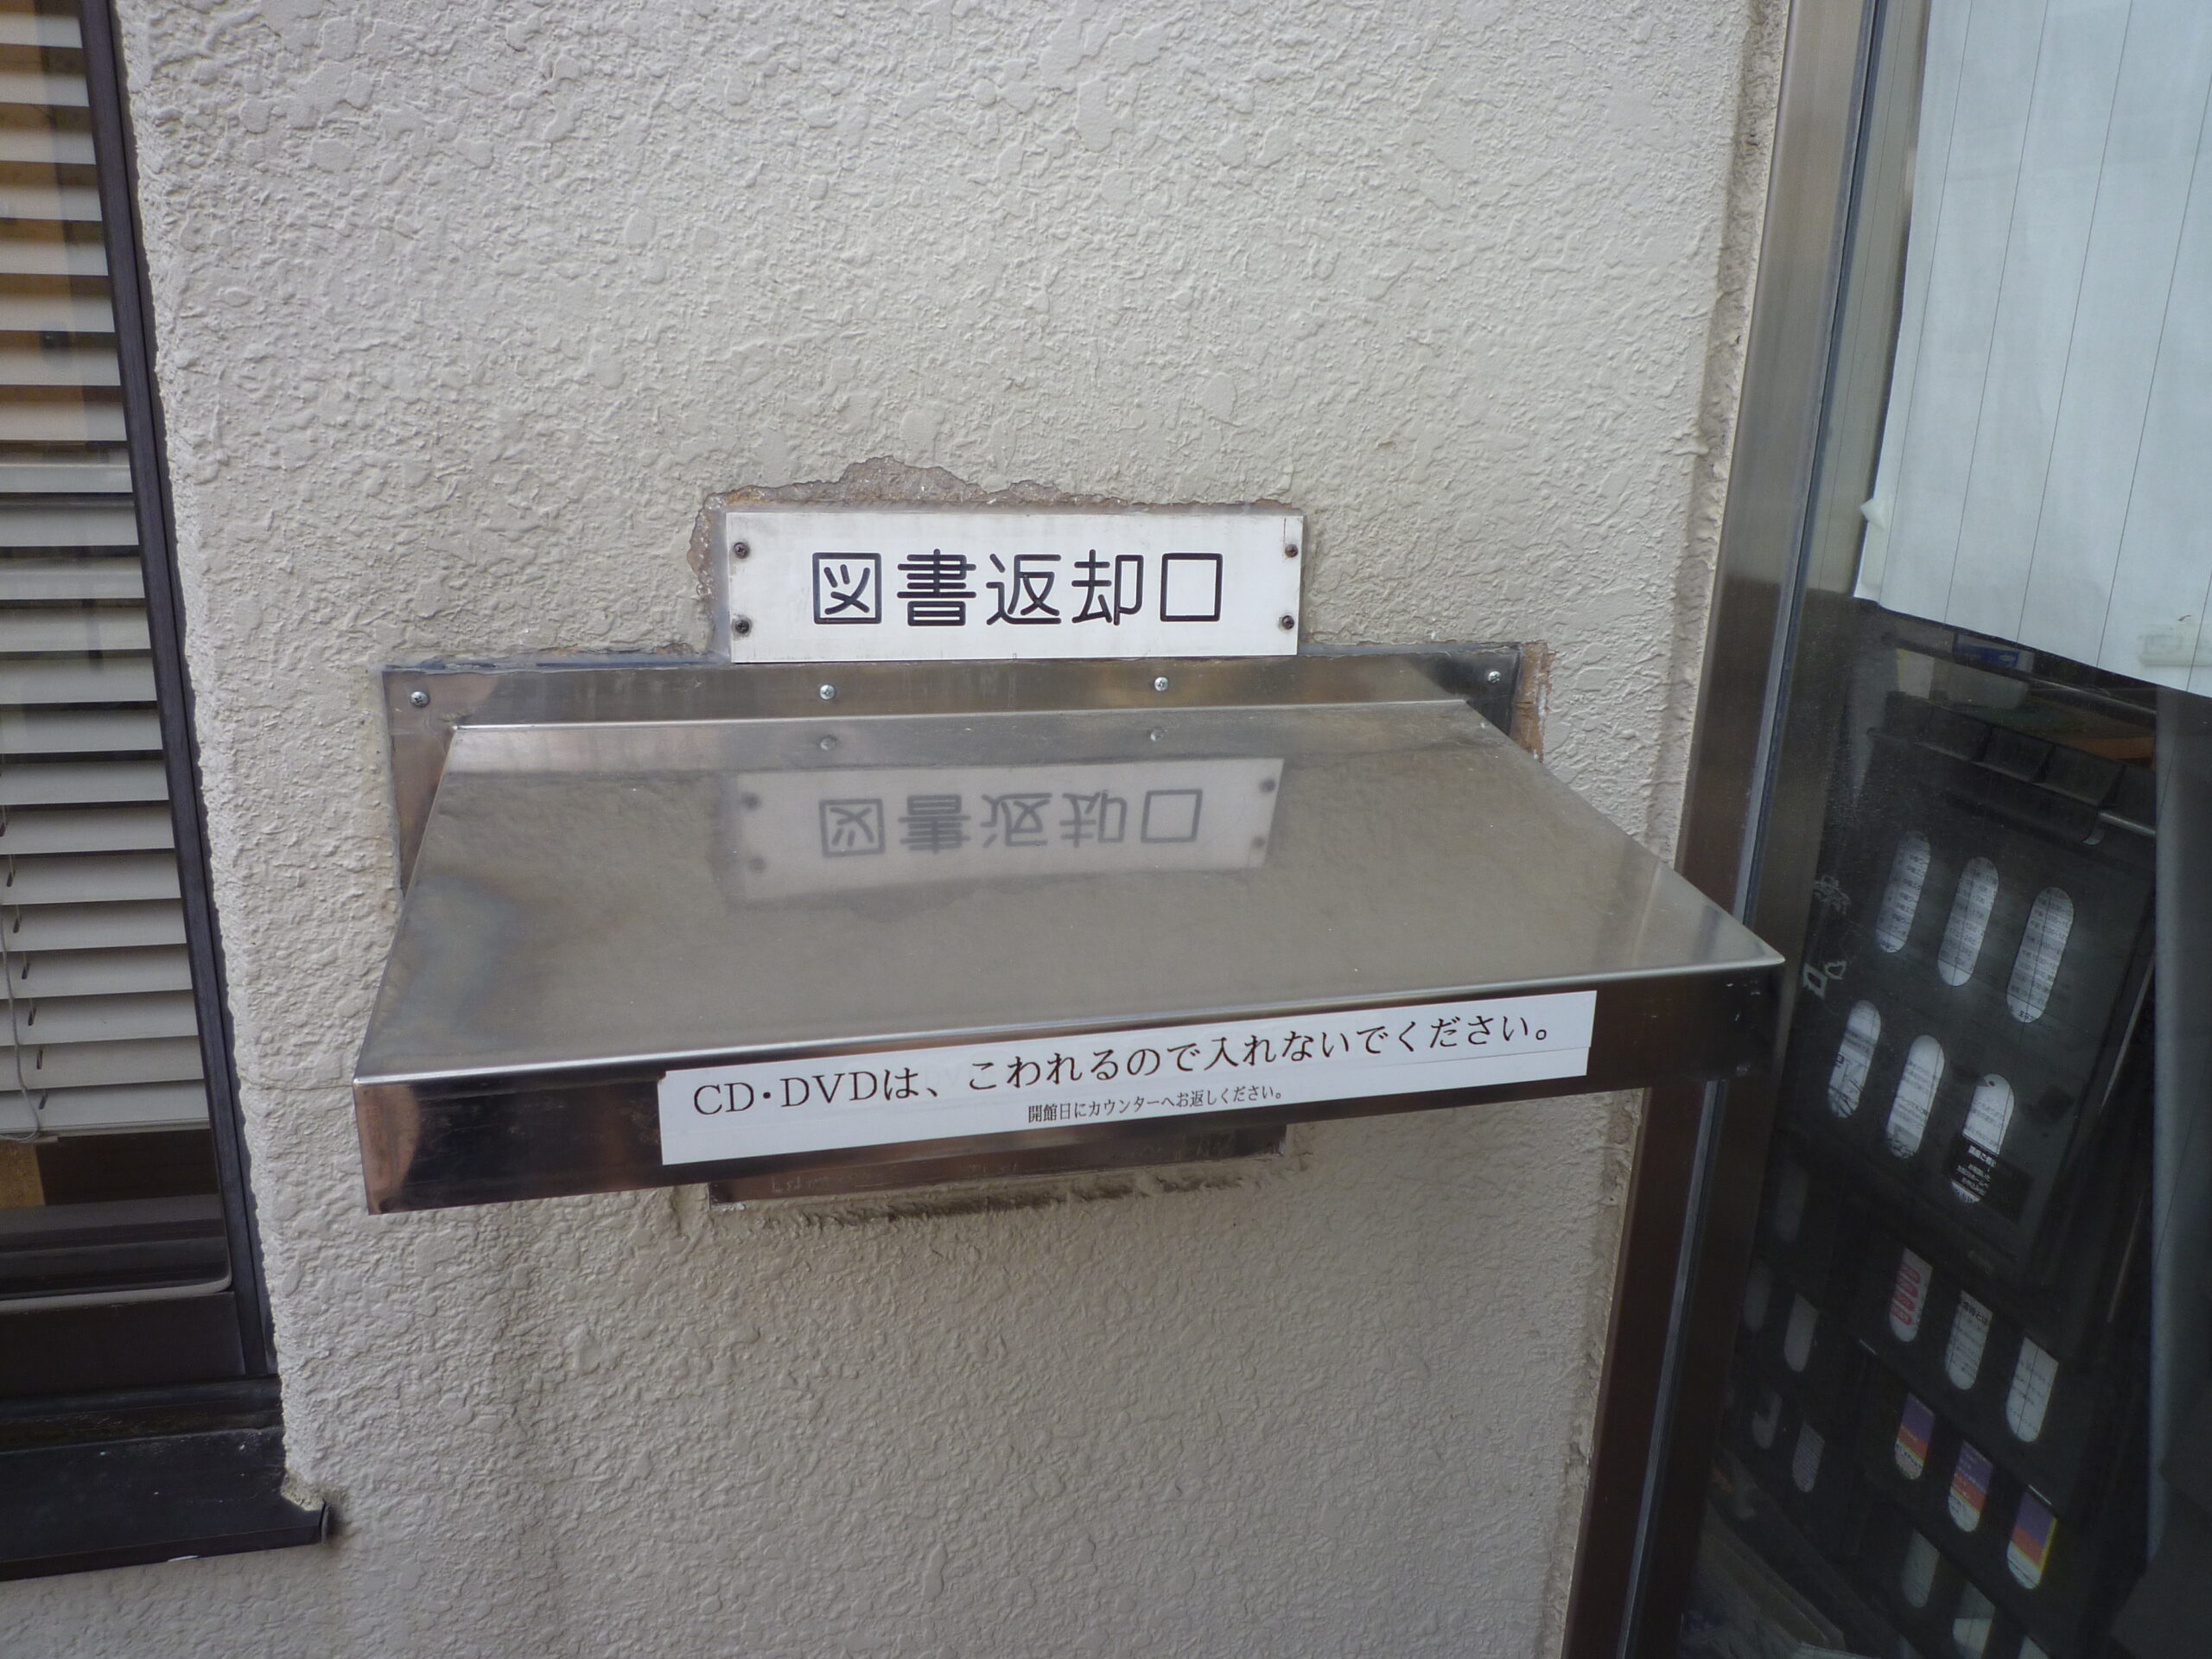 図書返却口
CD・DVDは、こわれるので入れないでください。
開館日にカウンターへお返しください。